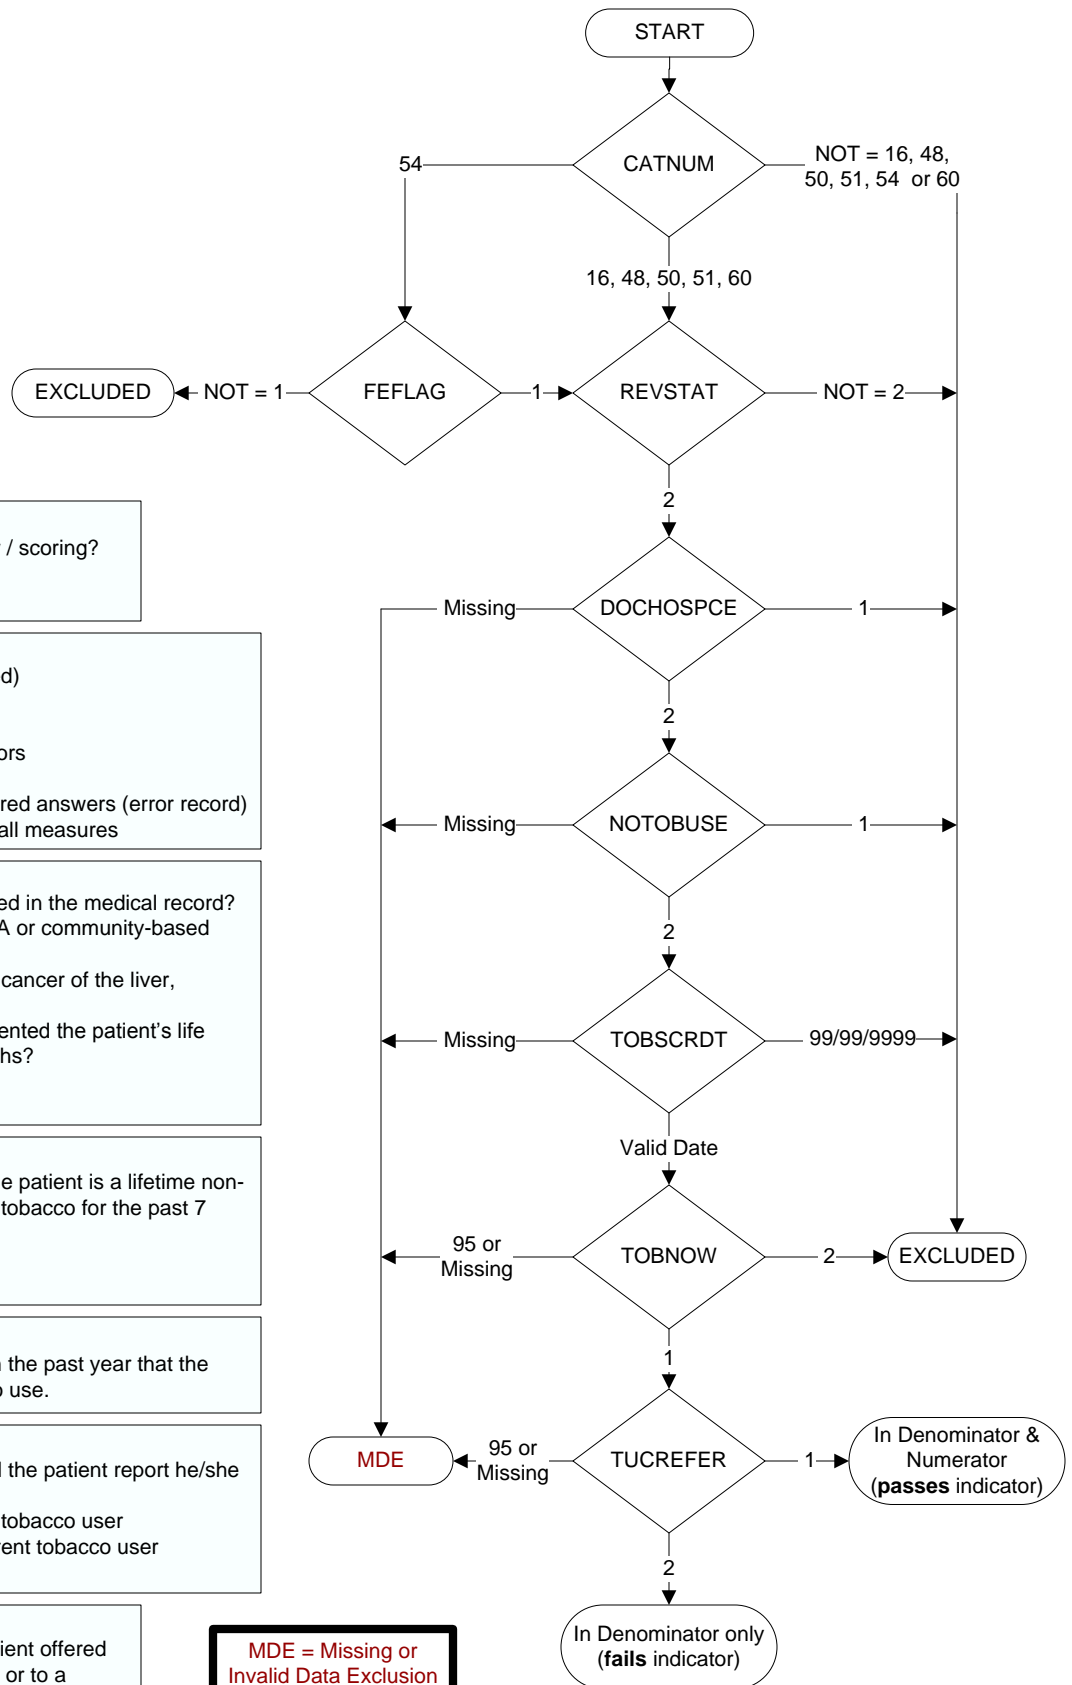 START
CATNUM
54
NOT = 16, 48,
50, 51, 54 or 60
16, 48, 50, 51, 60
EXCLUDED
NOT = 1
FEFLAG
1
REVSTAT
NOT = 2
2
/ scoring?
Missing
DOCHOSPCE
1
2
ed)
ors
red answers (error record)
all measures
Missing
NOTOBUSE
1
2
ed in the medical record?
A or community-based
cancer of the liver,
ented the patient's life
hs?
Missing
TOBSCRDT
99/99/9999
Valid Date
e patient is a lifetime non-
tobacco for the past 7
95 or
Missing
TOBNOW
2
EXCLUDED
1
n the past year that the
o use.
d the patient report he/she
tobacco user
ent tobacco user
MDE
95 or
Missing
TUCREFER
1
In Denominator &
Numerator
(passes indicator)
2
In Denominator only
(fails indicator)
ient offered
or to a
MDE = Missing or
Invalid Data Exclusion